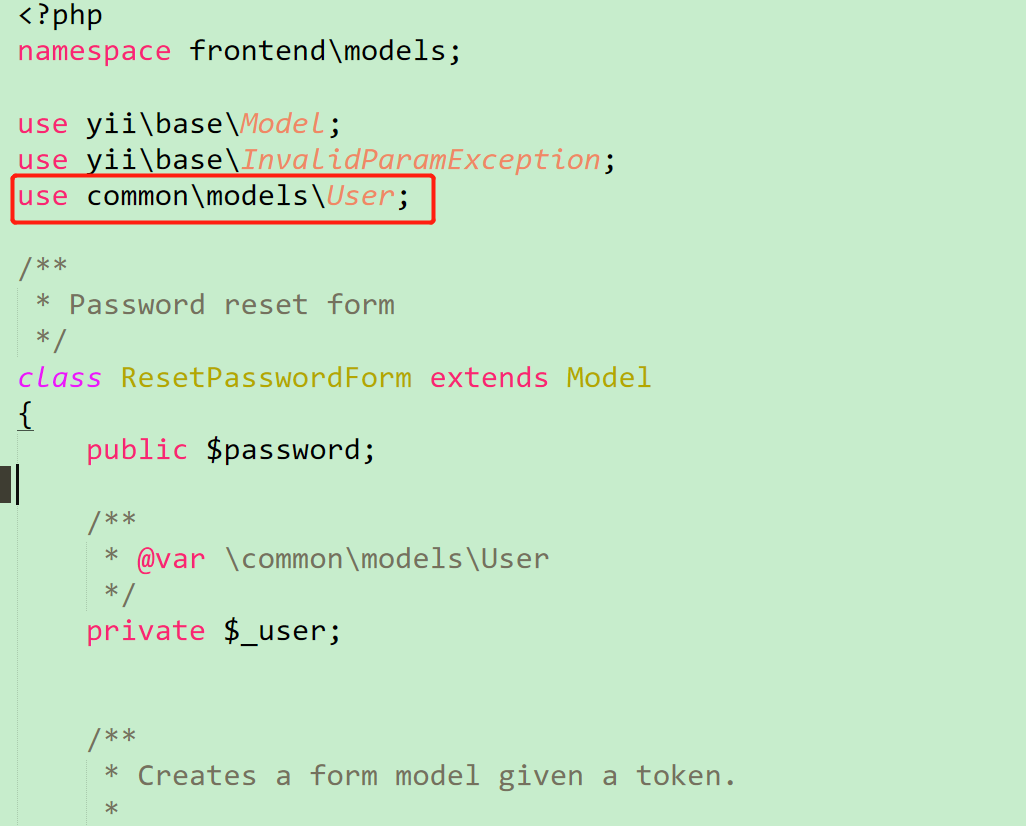 <?php
namespace frontend\models;
use yii\base\Model;
use yii\base\InvalidParamException;
use common\models\User;
/**
* Password reset form
*/
class ResetPasswordForm extends Model
{
public $password;
/**
* @var \common\models\User
*/
private $_user;
/**
* Creates a form model given a token.
*